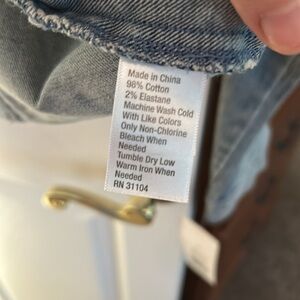 Made in China
98% Cotton
2% Elastane
Machine Wash Cold
With Like Colors
Only Non-Chlorine
Bleach When
Needed
Tumble Dry Low
Warm Iron When
Needed
RN 31104